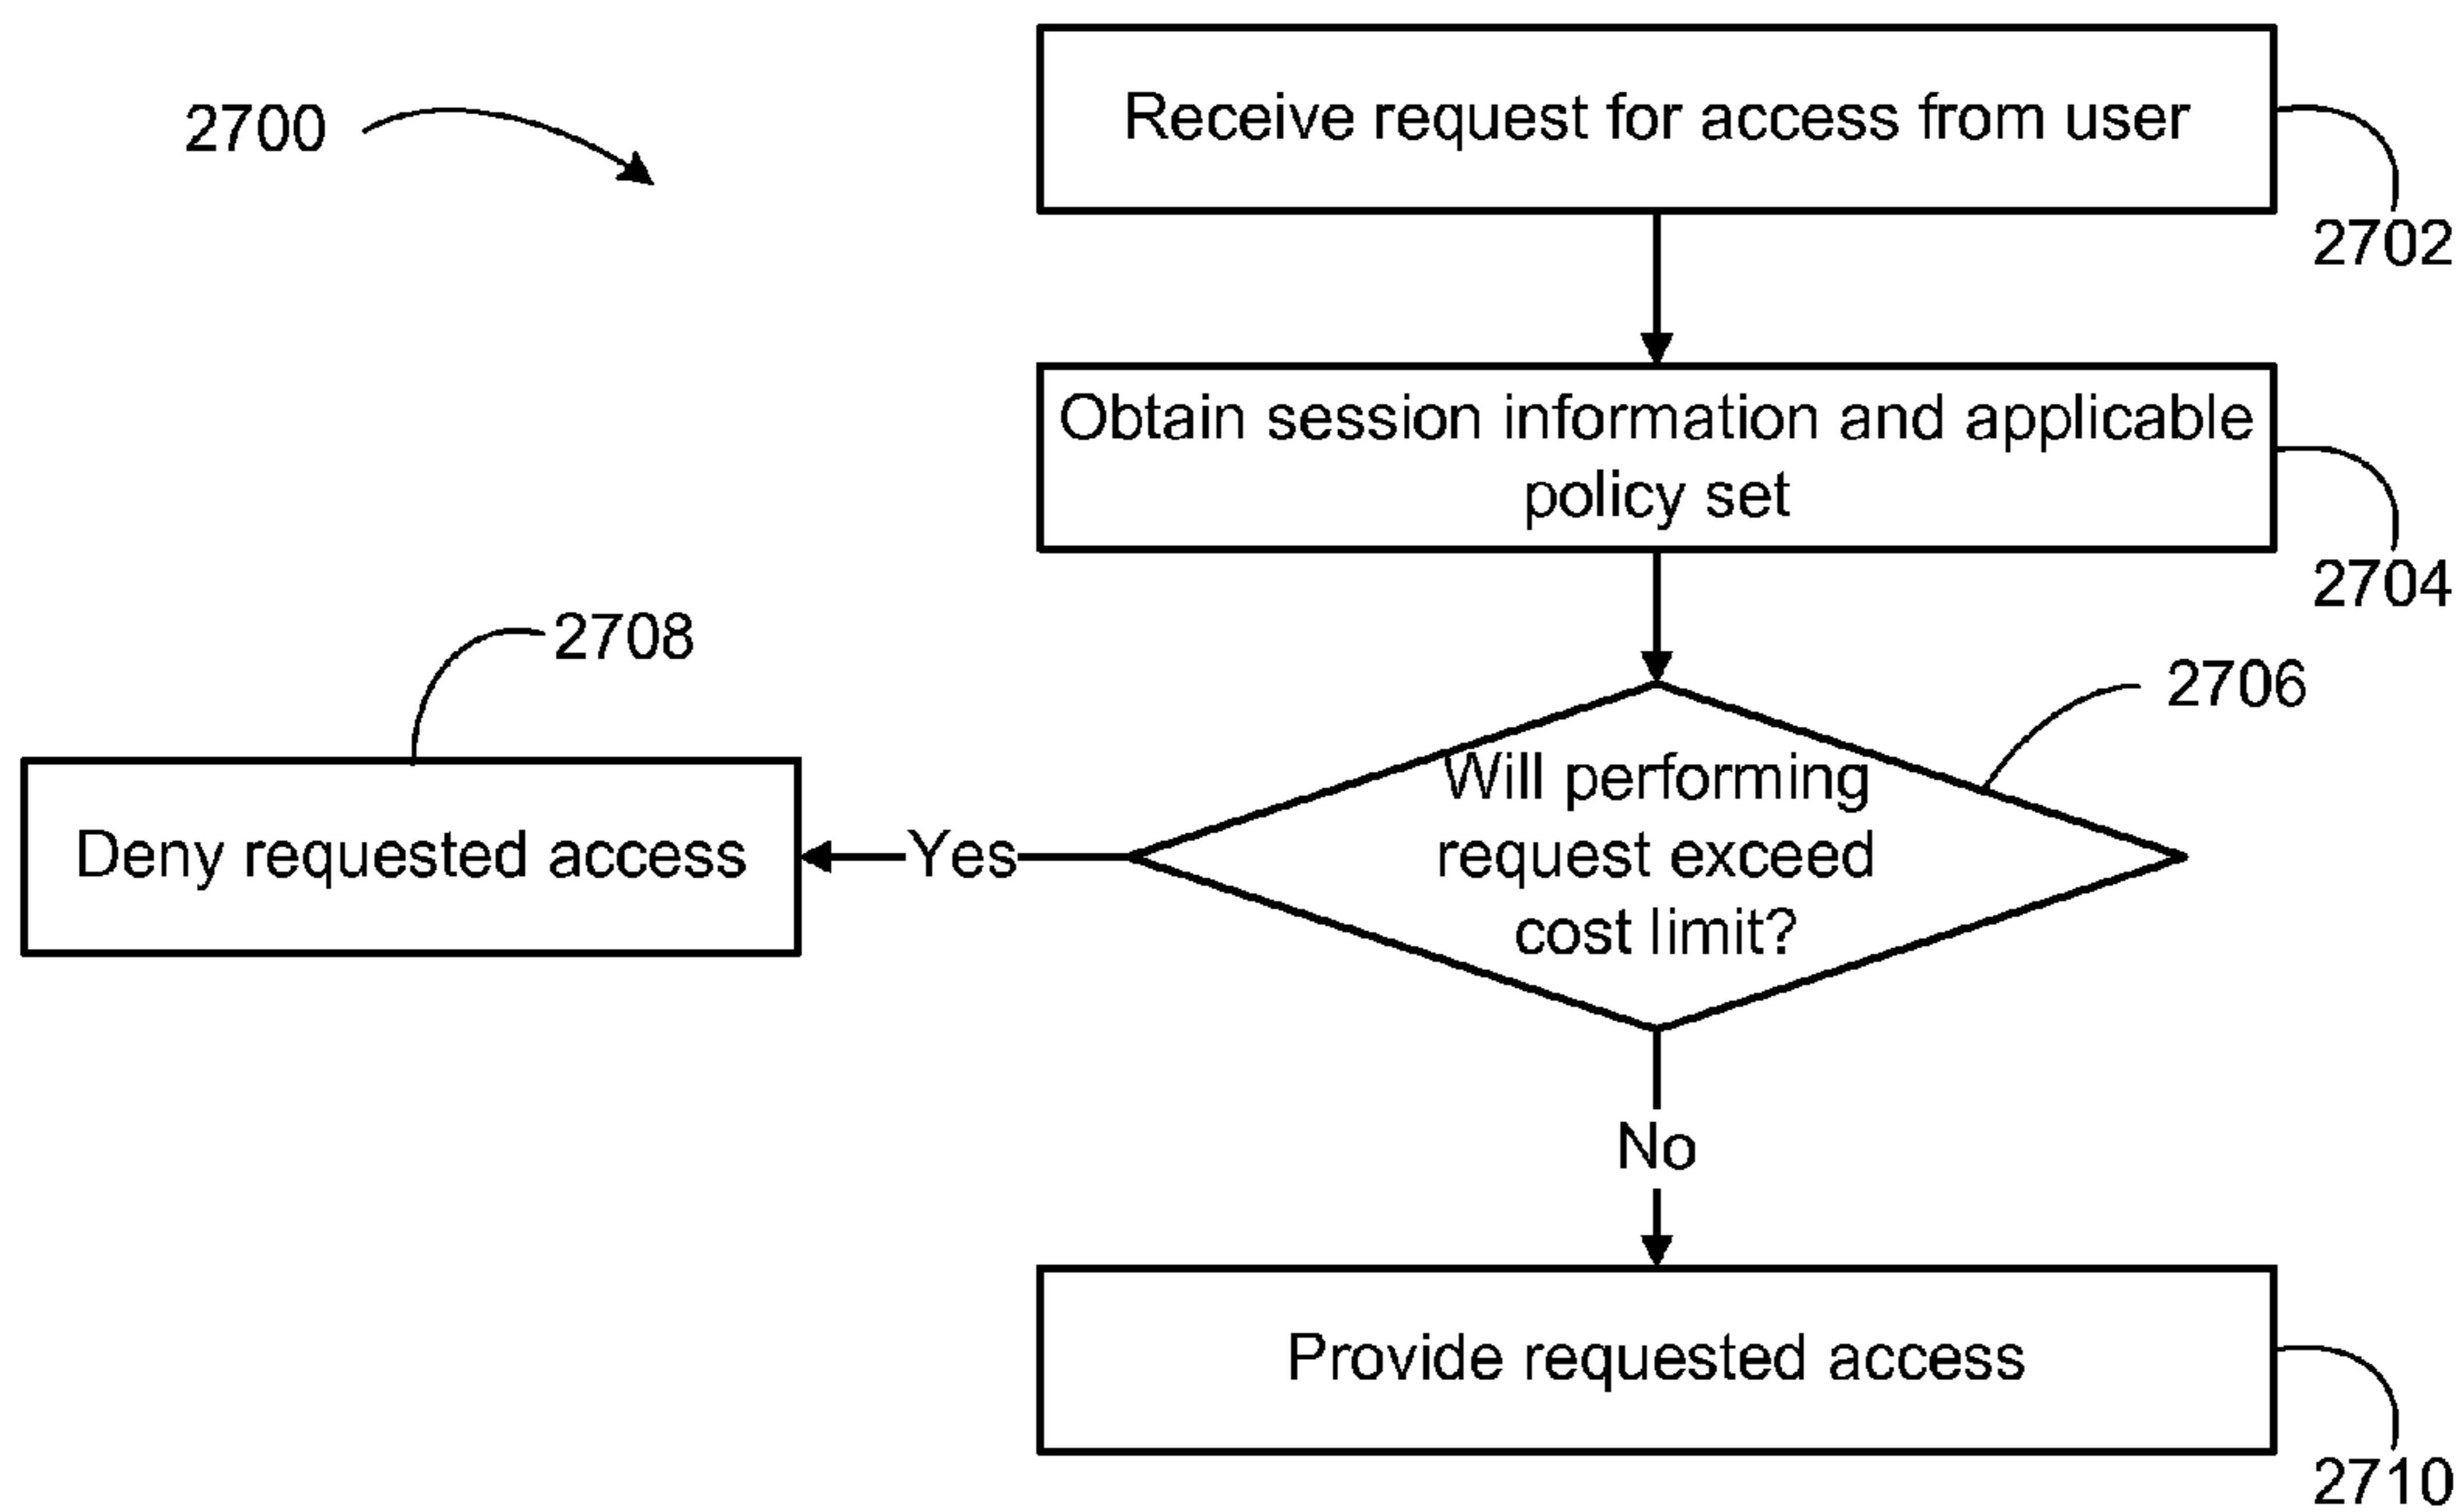 2700
Receive request for access from user
2702
Obtain session information and applicable
policy set
2704
2708
2706
Will performing
request exceed
cost limit?
Yes
Deny requested access
No
Provide requested access
2710